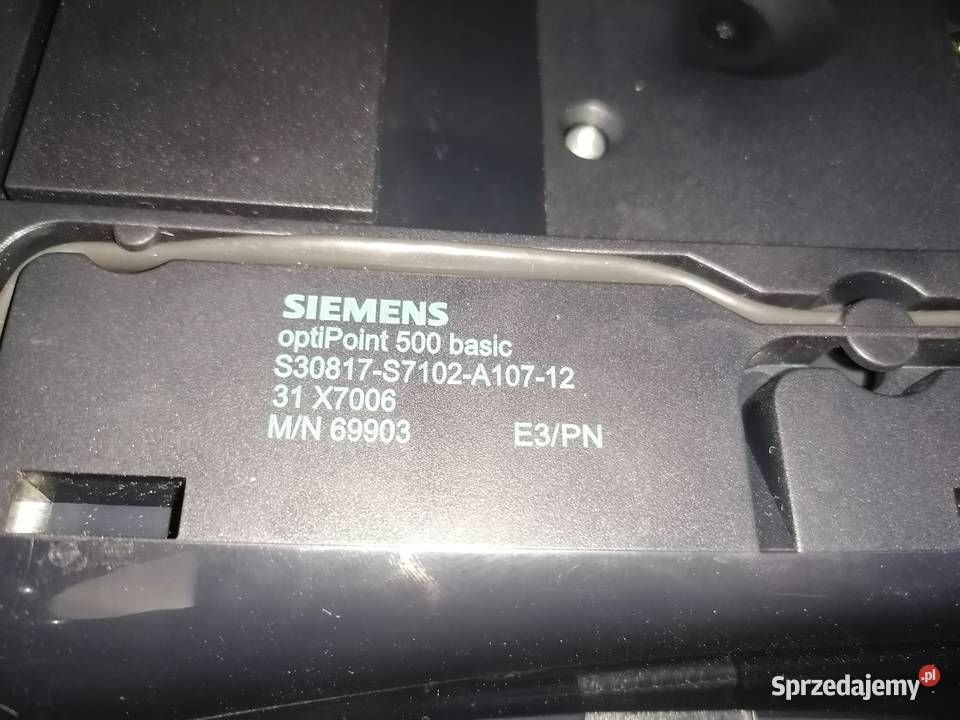 SIEMENS
optiPoint 500 basic
S30817-S7102-A107-12
31 X7006
M/N 69903 E3/PN
Sprzedajemy.pl